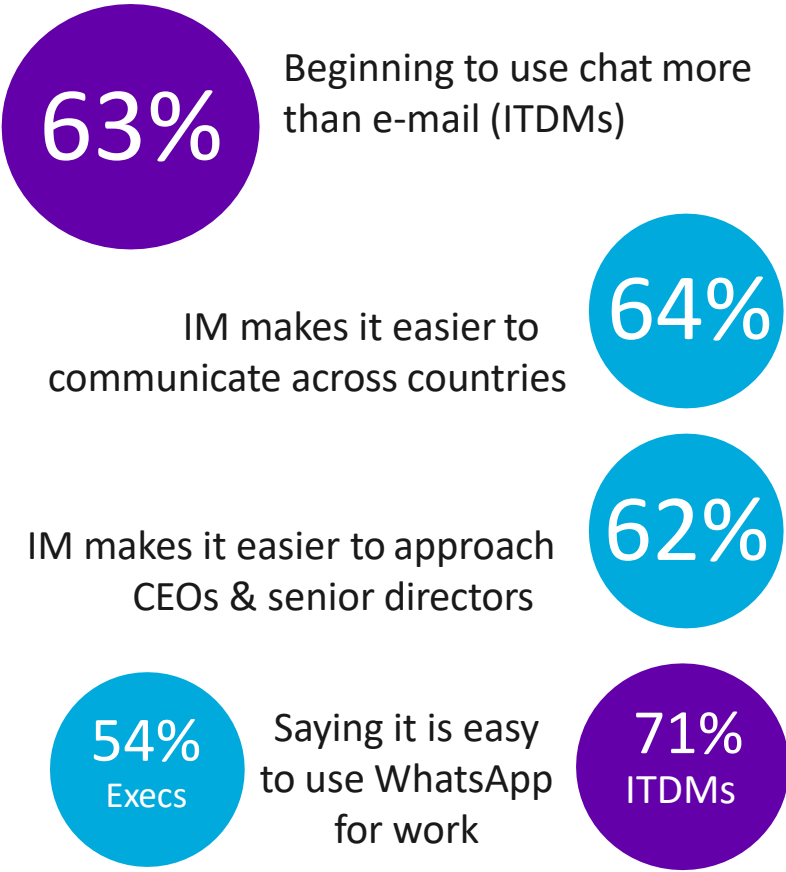 63%
Beginning to use chat more
than e-mail (ITDMs)
64%
IM makes it easier to
communicate across countries
62%
IM makes it easier to approach
CEOs & senior directors
54%
Execs
Saying it is easy
to use WhatsApp
for work
71%
ITDMs